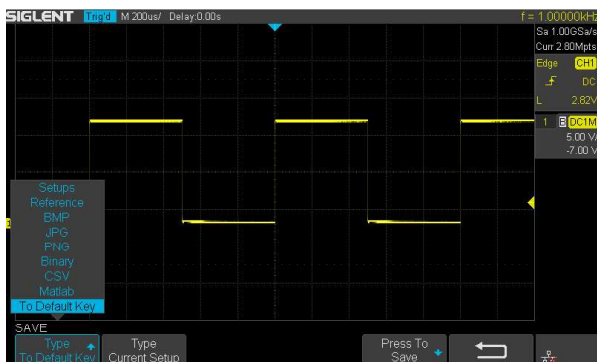 SIGLENT Trig'd M 200us/ Delay:0.00s f = 1.00000kHz
Sa 1.00GSa/s
Curr 2.80Mpts
Edge CH1
DC
L 2.82V
1 B DC1M
5.00 V/
-7.00 V
Setups
Reference
BMP
JPG
PNG
Binary
CSV
Matlab
To Default Key
SAVE
Type
To Default Key
Type
Current Setup
Press To
Save